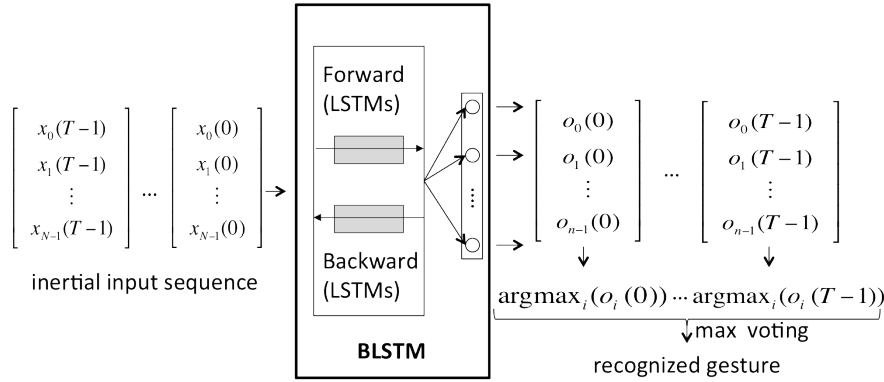 x_0(T−1) x_0(0)
x_1(T−1) x_1(0)
⋮ ... ⋮
x_{N-1}(T−1) x_{N-1}(0)
inertial input sequence
Forward
(LSTMs)
Backward
(LSTMs)
BLSTM
o_0(0) o_0(T−1)
o_1(0) o_1(T−1)
⋮ ... ⋮
o_{n-1}(0) o_{n-1}(T−1)
argmax_i(o_i(0)) ··· argmax_i(o_i(T−1))
max voting
recognized gesture